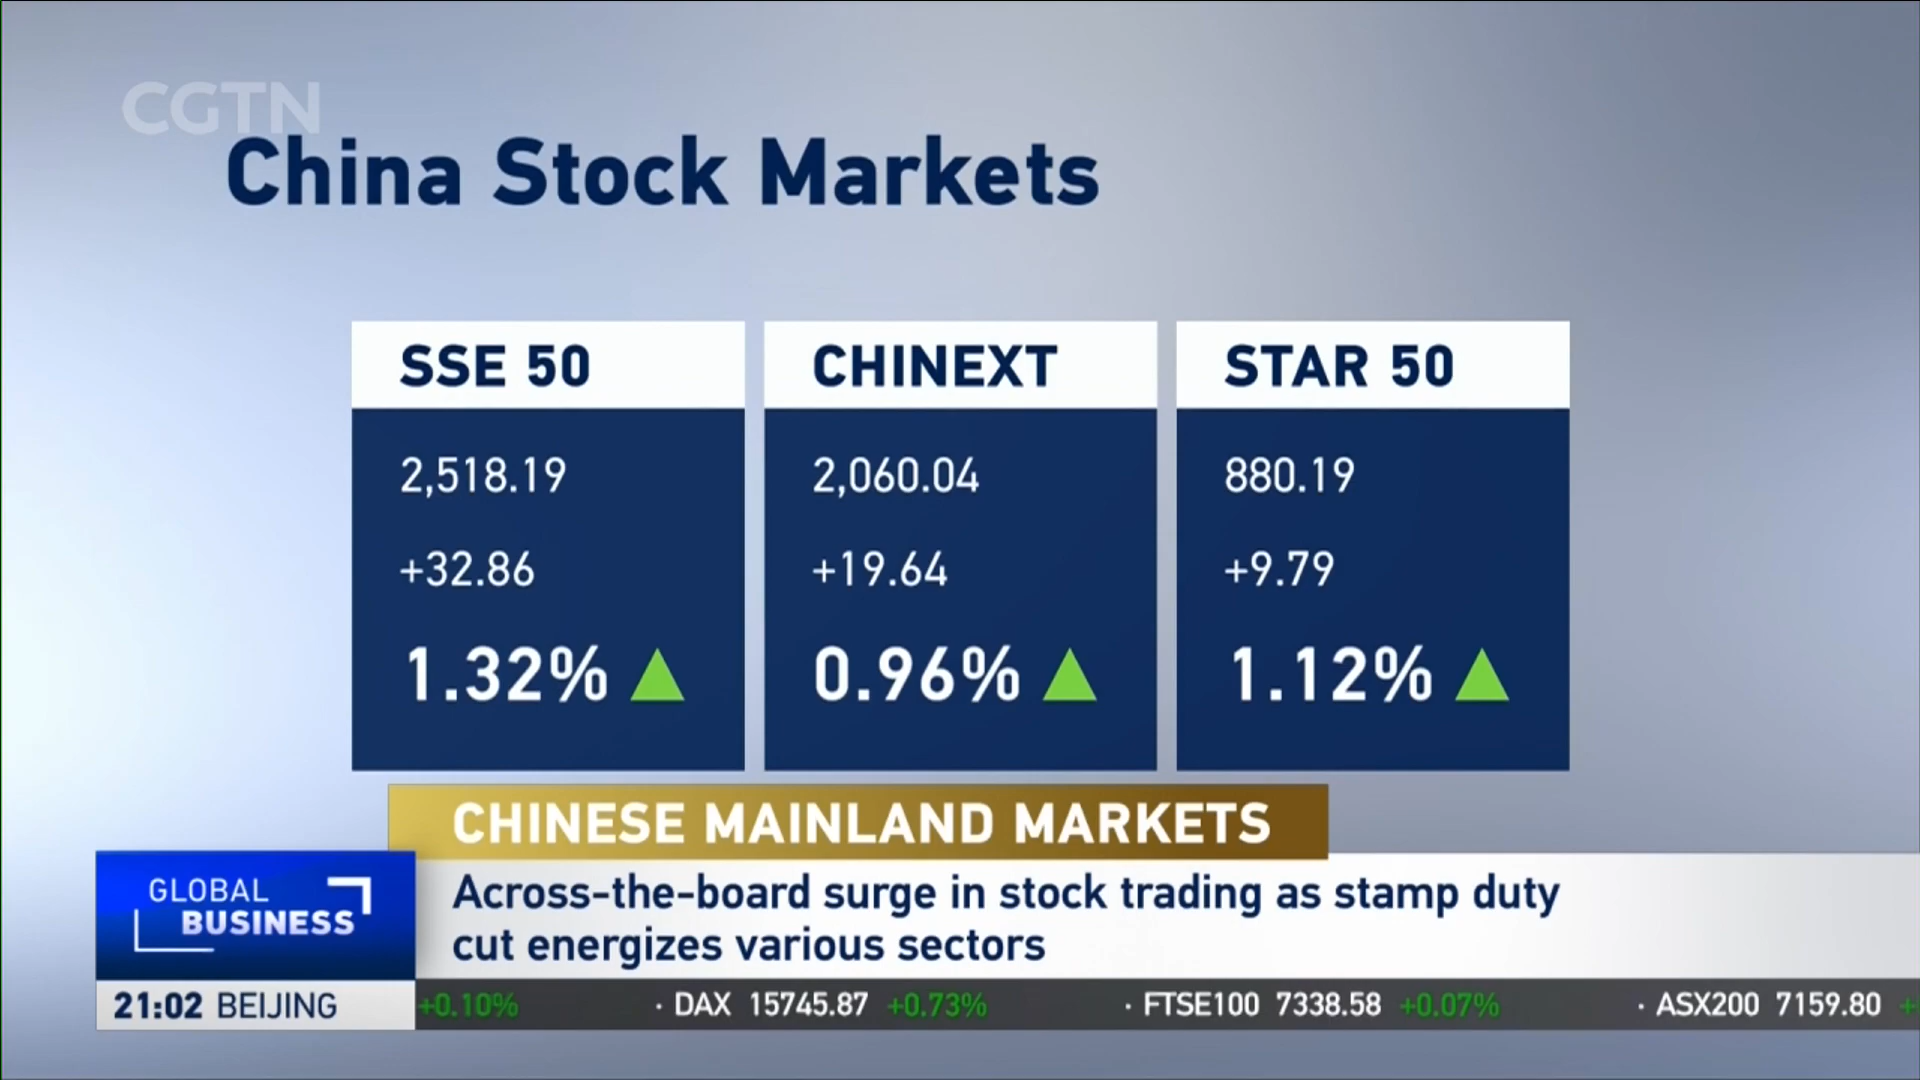 CGTN
China Stock Markets
SSE 50
2,518.19
+32.86
1.32%
CHINEXT
2,060.04
+19.64
0.96%
STAR 50
880.19
+9.79
1.12%
CHINESE MAINLAND MARKETS
GLOBAL
BUSINESS
Across-the-board surge in stock trading as stamp duty
cut energizes various sectors
21:02 BEIJING
+0.10% · DAX 15745.87 +0.73% · FTSE100 7338.58 +0.07% · ASX200 7159.80 +